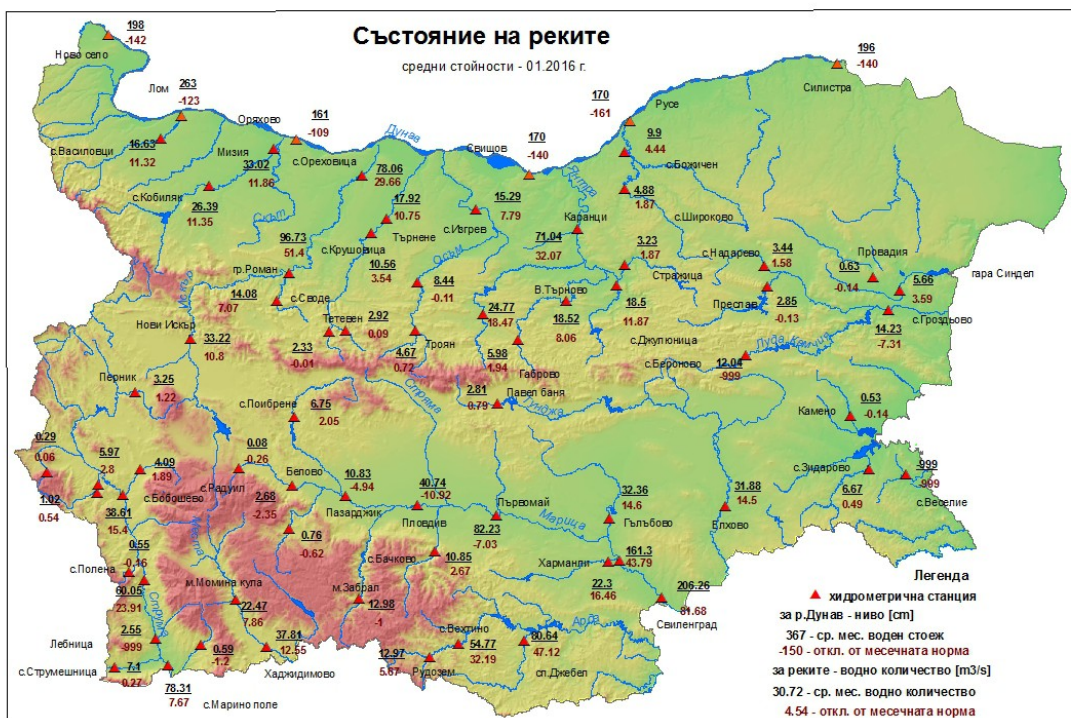 Състояние на реките
средни стойности - 01.2016 г.
198
-142
Ново село
196
-140
Силистра
263
Лом
-123
Оряхово
161
-109
170
-161
Русе
Дунав
Свищов
170
-140
с.Василовци
16.63
11.32
Мизия
33.02
11.86
с.Ореховица
78.06
29.66
9.9
4.44
с.Божичен
Янтра
с.Кобиляк
26.39
11.35
Скът
17.92
10.75
Търнене
15.29
7.79
с.Изгрев
4.88
1.87
с.Широково
Каранци
71.04
32.07
96.73
51.4
с.Крушовица
10.56
3.54
Осъм
3.23
1.87
Стражица
с.Надарево
3.44
1.58
Провадия
0.63
-0.14
гара Синдел
5.66
3.59
гр.Роман
8.44
-0.11
В.Търново
18.52
8.06
18.5
11.87
Преслав
2.85
-0.13
с.Гроздьово
14.23
-7.31
14.08
7.07
с.Своде
Искър
Нови Искър
33.22
10.8
Тетевен
2.92
0.09
2.33
-0.01
24.77
18.47
4.67
0.72
Троян
5.98
1.94
Габрово
с.Джулюница
с.Бероново
12.04
-999
Луда Камчия
Перник
3.25
1.22
с.Поибрене
6.75
2.05
Стряма
2.81
0.79
Павел баня
Тунджа
Камено
0.53
-0.14
0.29
0.06
5.97
2.8
4.09
1.89
с.Бобошево
0.08
-0.26
с.Радуил
Белово
2.68
-2.35
10.83
-4.94
Пазарджик
40.74
-10.92
Пловдив
Първомай
82.23
-7.03
Марица
32.36
14.6
Гълъбово
31.88
14.5
Елхово
с.Зидарово
6.67
0.49
-999
-999
с.Веселие
1.02
0.54
38.61
15.4
Места
0.76
-0.62
0.55
-0.16
с.Полена
с.Бачково
10.85
2.67
Харманли
161.3
43.79
22.3
16.46
206.26
81.68
Свиленград
60.05
23.91
Струма
м.Момина кула
22.47
7.86
м.Забрал
12.98
-1
Лебница
2.55
-999
0.59
-1.2
37.81
12.55
Хаджидимово
с.Вехтино
54.77
32.19
Арда
80.64
47.12
12.97
5.67
Рудозем
сп.Джебел
с.Струмешница
7.1
0.27
78.31
7.67
с.Марино поле
Легенда
хидрометрична станция
за р.Дунав - ниво [cm]
367 - ср. мес. воден стоеж
-150 - откл. от месечната норма
за реките - водно количество [m3/s]
30.72 - ср. мес. водно количество
4.54 - откл. от месечната норма